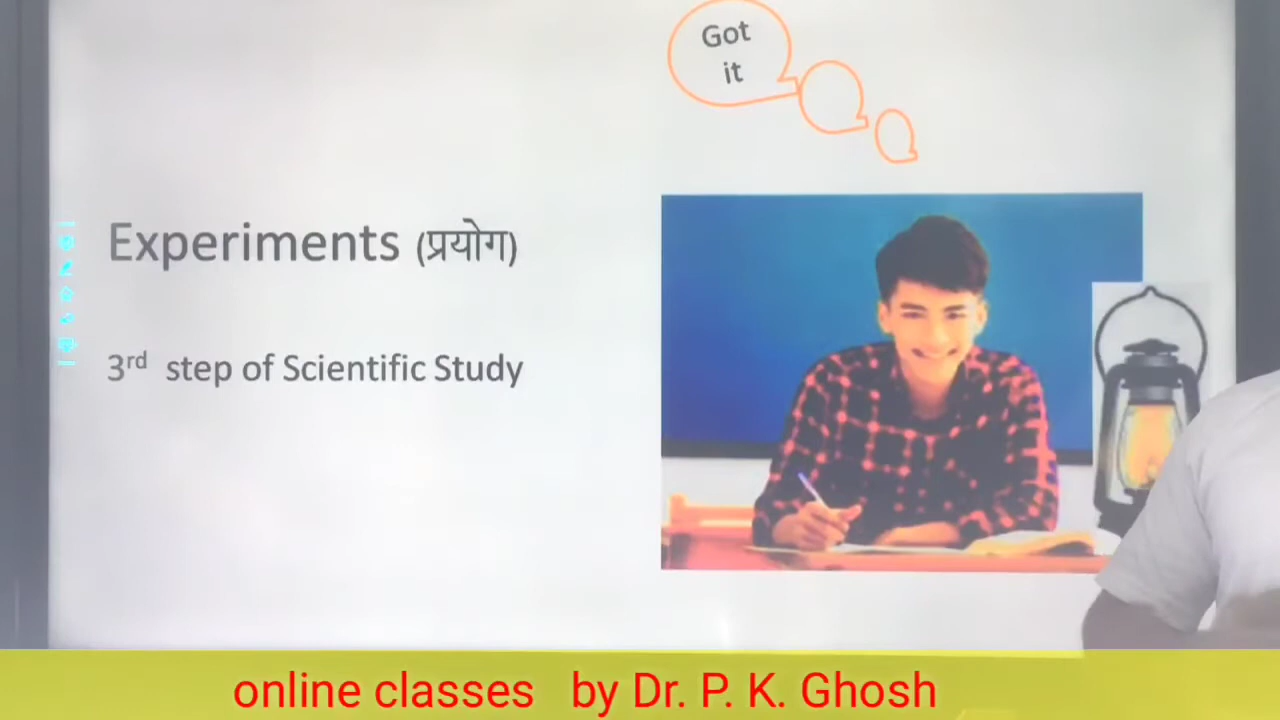 Got
it
Experiments (प्रयोग)
3rd step of Scientific Study
online classes by Dr. P. K. Ghosh